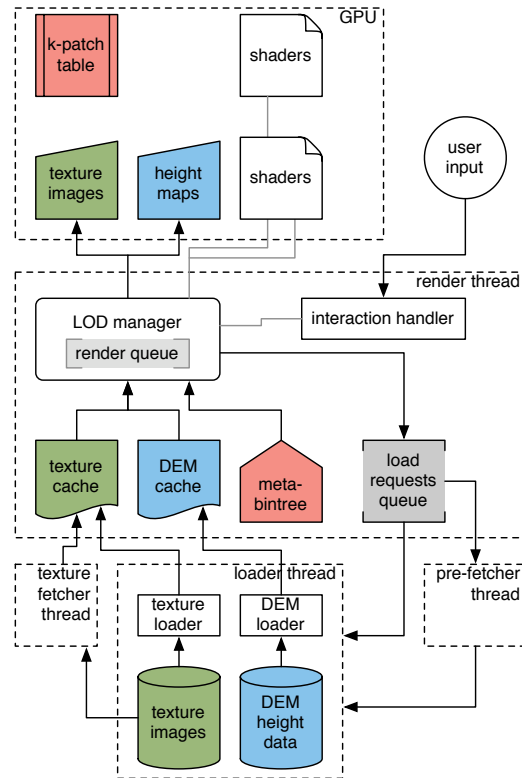 GPU
k-patch
table
shaders
texture
images
height
maps
shaders
user
input
render thread
LOD manager
render queue
interaction handler
texture
cache
DEM
cache
meta-
bintree
load
requests
queue
texture
fetcher
thread
loader thread
pre-fetcher
thread
texture
loader
DEM
loader
texture
images
DEM
height
data